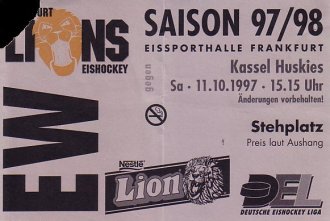 URT
LIONS
EISHOCKEY
SAISON 97/98
EISSPORTHALLE FRANKFURT
gegen
Kassel Huskies
Sa - 11.10.1997 - 15.15 Uhr
Änderungen vorbehalten!
EW
Stehplatz
Preis laut Aushang
Nestlé
Lion
DEL
DEUTSCHE EISHOCKEY LIGA